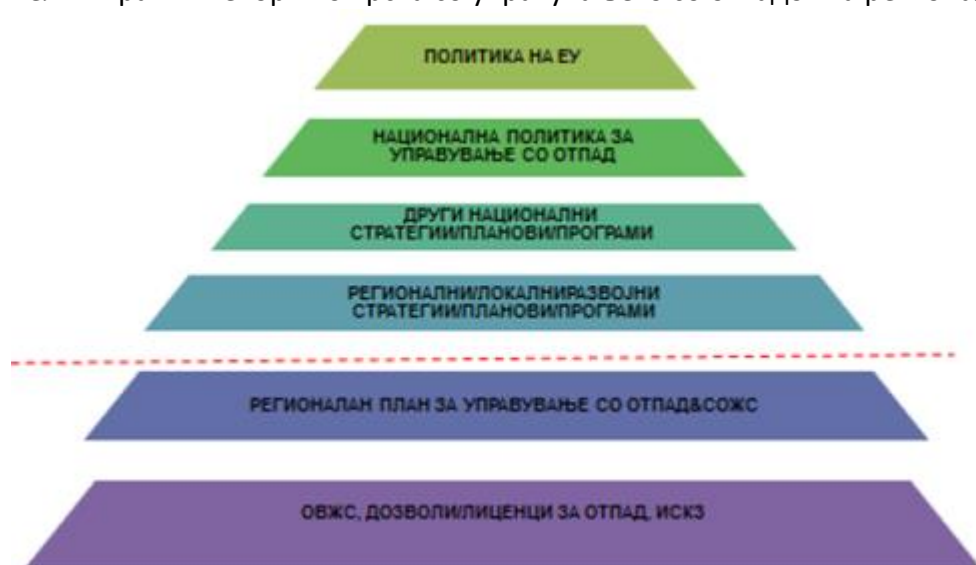 ПОЛИТИКА НА ЕУ
НАЦИОНАЛНА ПОЛИТИКА ЗА
УПРАВУВАЊЕ СО ОТПАД
ДРУГИ НАЦИОНАЛНИ
СТРАТЕГИИ/ПЛАНОВИ/ПРОГРАМИ
РЕГИОНАЛНИ/ЛОКАЛНИРАЗВОЈНИ
СТРАТЕГИИ/ПЛАНОВИ/ПРОГРАМИ
РЕГИОНАЛАН ПЛАН ЗА УПРАВУВАЊЕ СО ОТПАД&СОЖС
ОВЖС, ДОЗВОЛИ/ЛИЦЕНЦИ ЗА ОТПАД, ИСКЗ